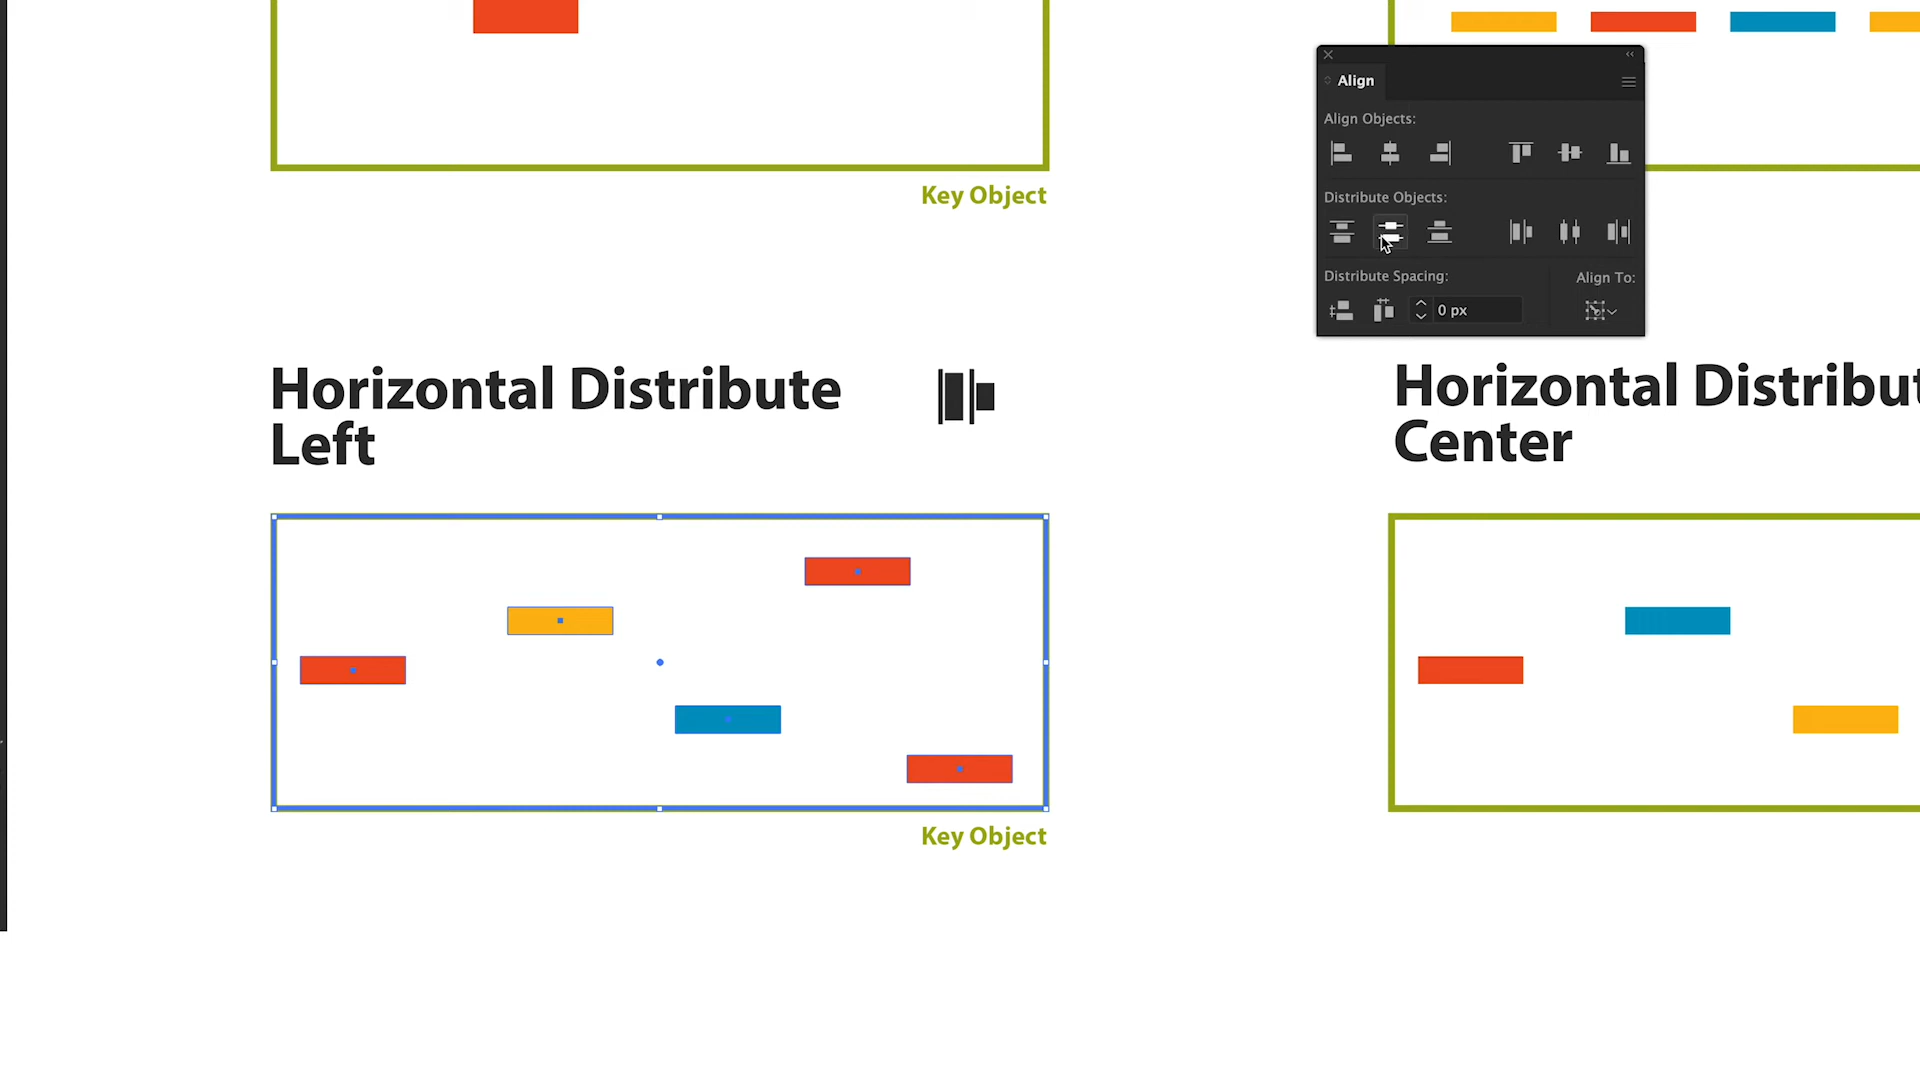 Align
Align Objects:
Key Object
Distribute Objects:
Distribute Spacing:
Align To:
0 px
Horizontal Distribute
Left
Horizontal Distribut
Center
Key Object